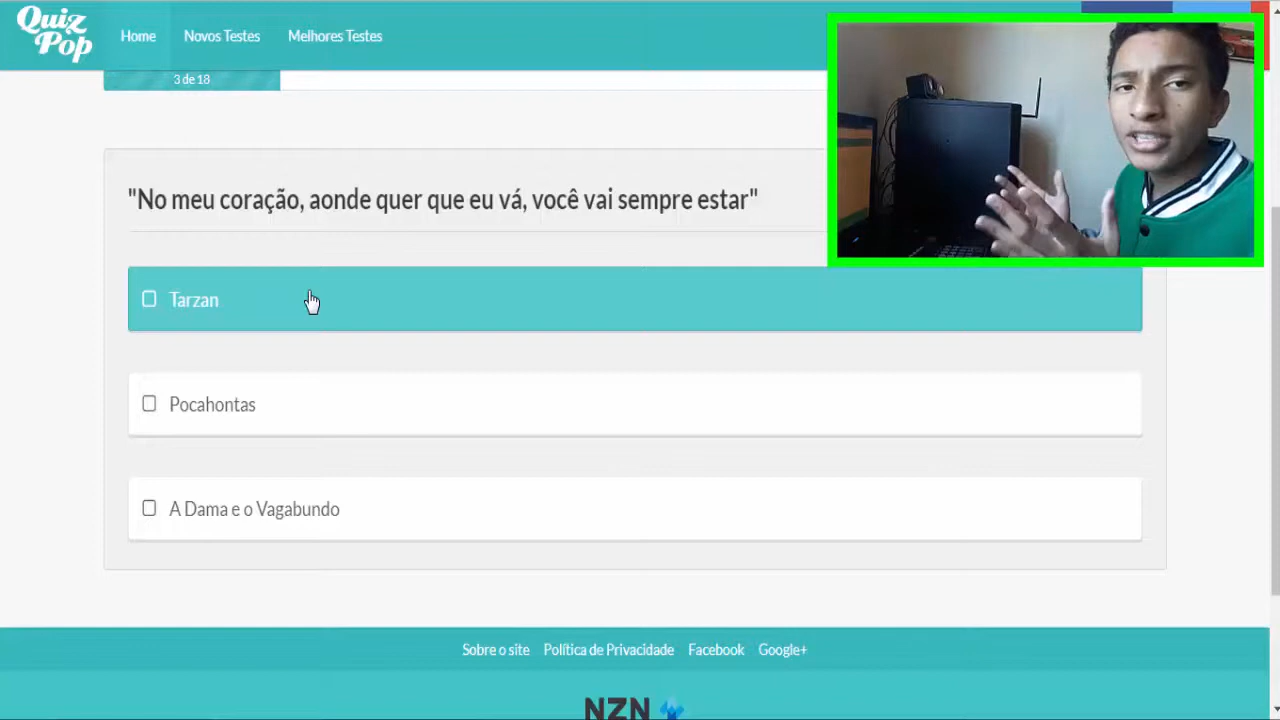 Quiz
Pop
Home
Novos Testes
Melhores Testes
3 de 18
"No meu coração, aonde quer que eu vá, você vai sempre estar"
Tarzan
Pocahontas
A Dama e o Vagabundo
Sobre o site
Política de Privacidade
Facebook
Google+
NZN